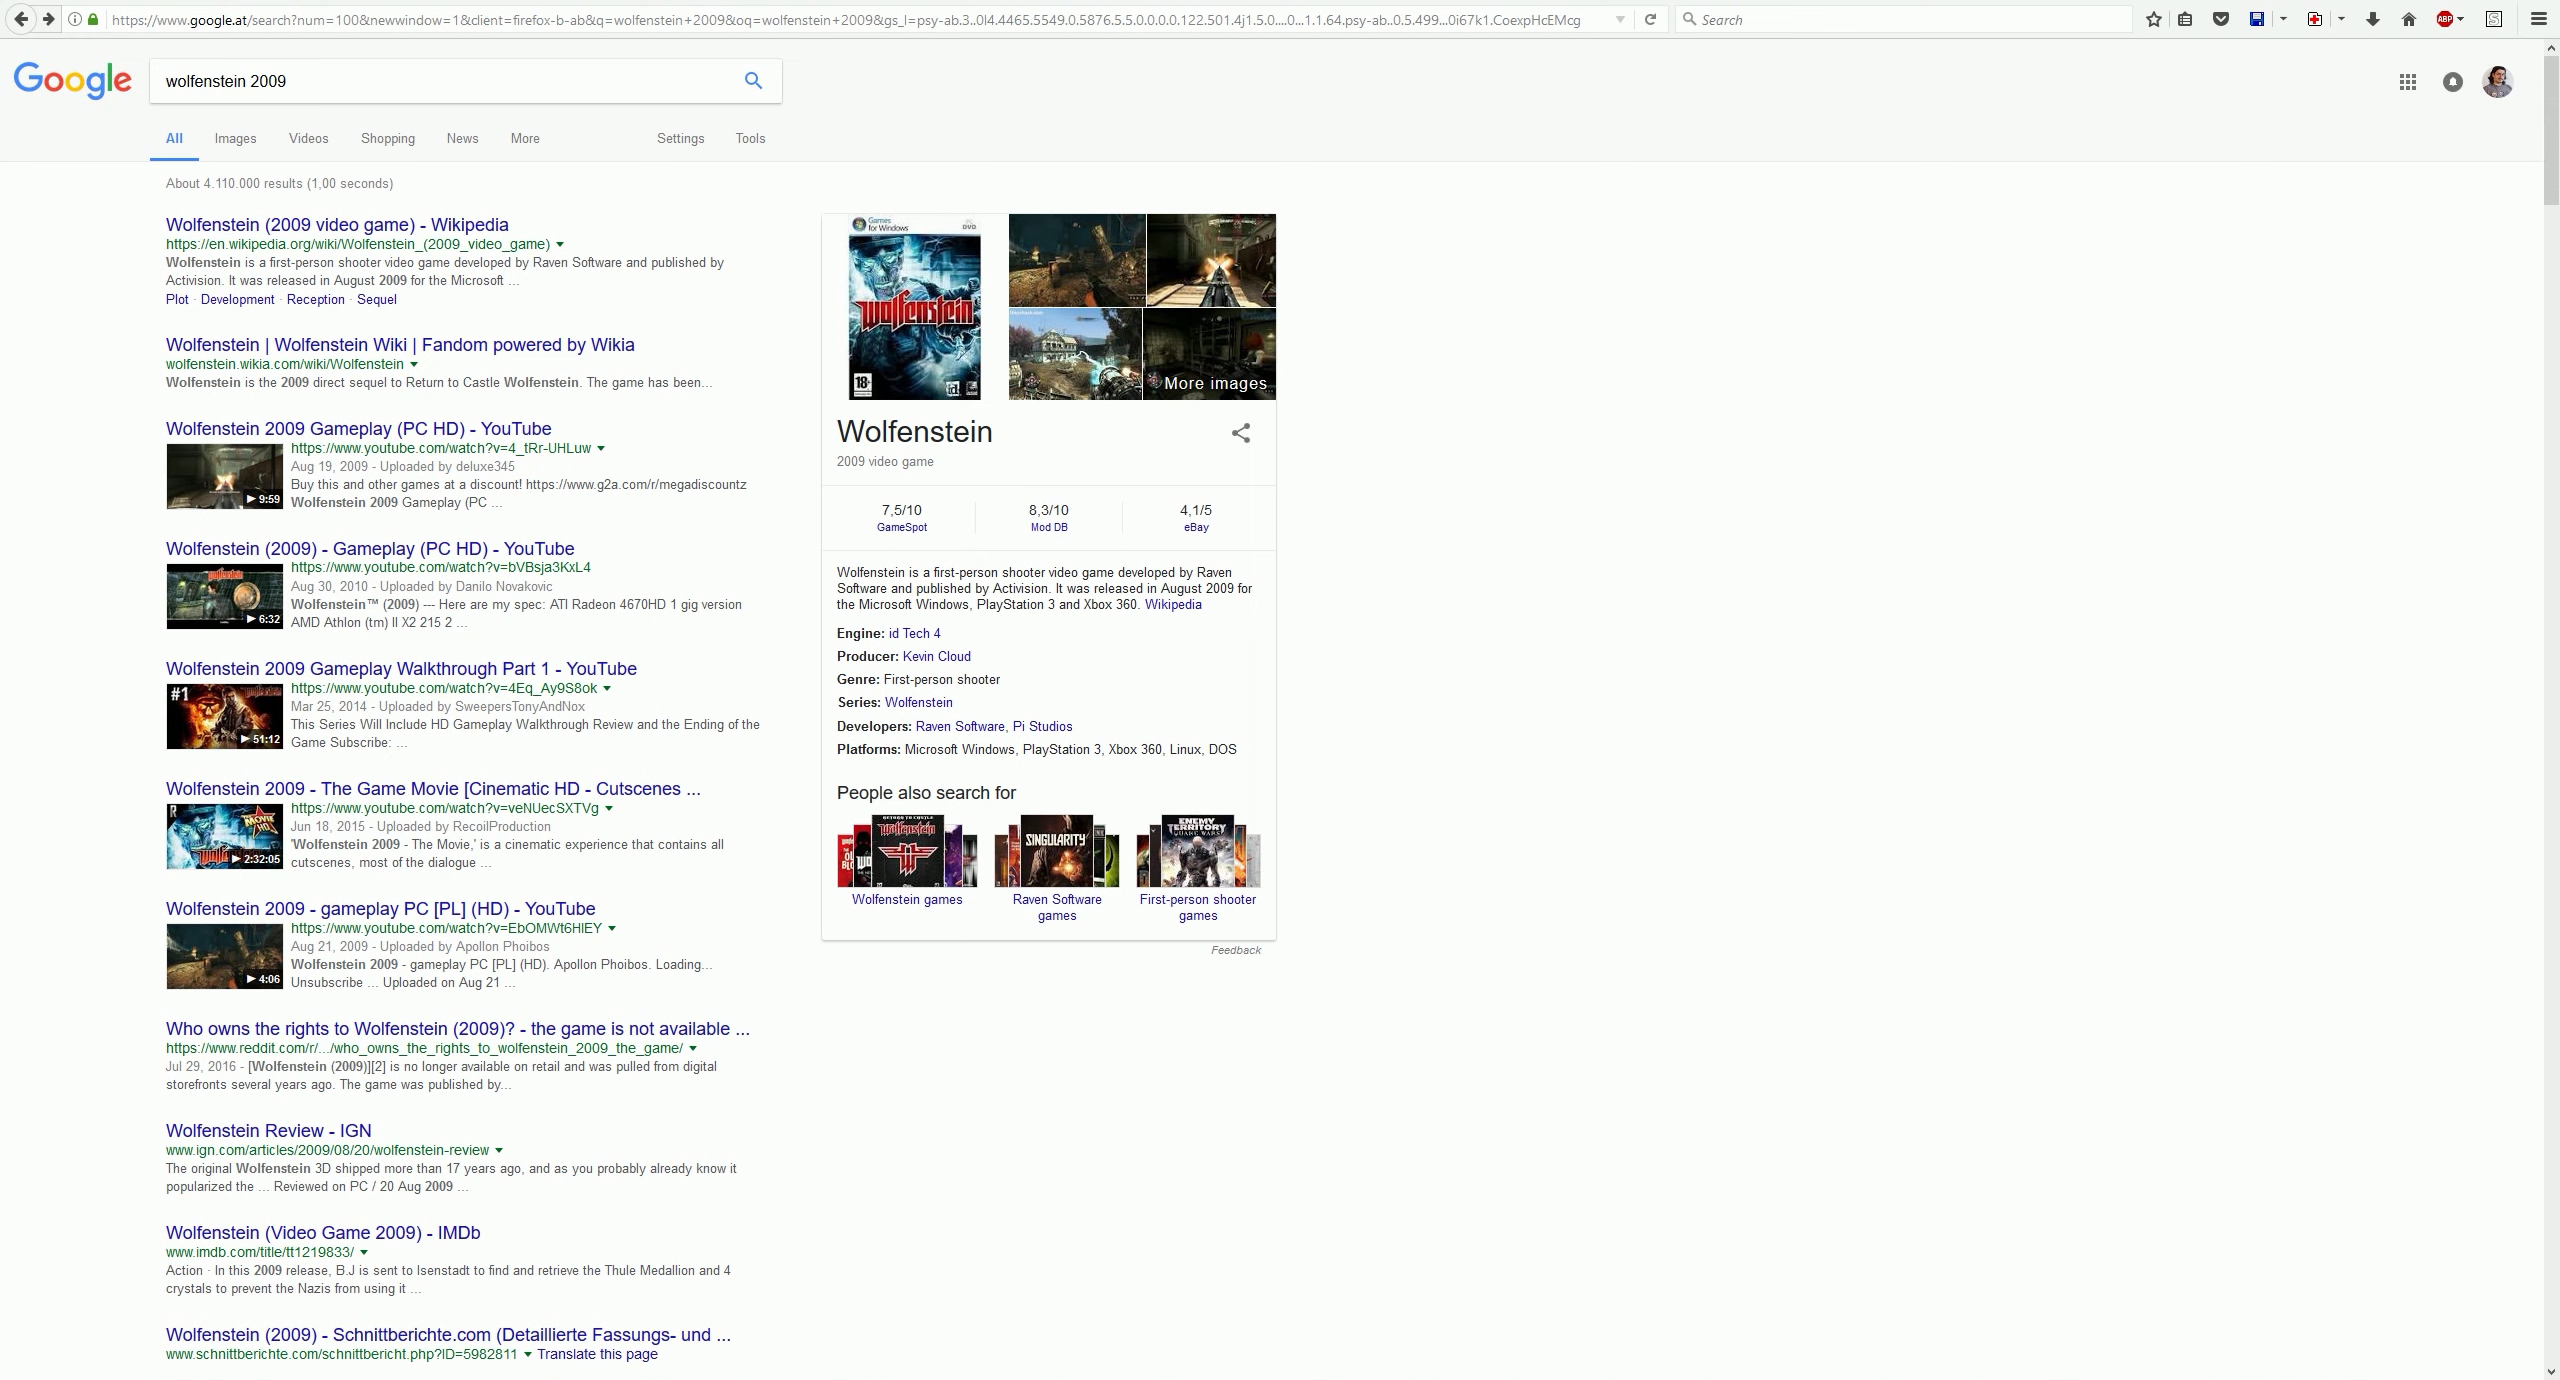 https://www.google.at/search?num=100&newwindow=1&client=firefox-b-ab&q=wolfenstein+2009&oq=wolfenstein+2009&gs_l=psy-ab.3..0l4.4465.5549.0.5876.5.5.0.0.0.0.122.501.4j1.5.0....0...1.1.64.psy-ab..0.5.499...0i67k1.CoexpHcEMcg
Search
ABP
Google
wolfenstein 2009
All Images Videos Shopping News More Settings Tools
About 4.110.000 results (1,00 seconds)
Wolfenstein (2009 video game) - Wikipedia
https://en.wikipedia.org/wiki/Wolfenstein_(2009_video_game)
Wolfenstein is a first-person shooter video game developed by Raven Software and published by
Activision. It was released in August 2009 for the Microsoft ...
Plot · Development · Reception · Sequel
Wolfenstein | Wolfenstein Wiki | Fandom powered by Wikia
wolfenstein.wikia.com/wiki/Wolfenstein
Wolfenstein is the 2009 direct sequel to Return to Castle Wolfenstein. The game has been...
Wolfenstein 2009 Gameplay (PC HD) - YouTube
https://www.youtube.com/watch?v=4_tRr-UHLuw
Aug 19, 2009 - Uploaded by deluxe345
Buy this and other games at a discount! https://www.g2a.com/r/megadiscountz
Wolfenstein 2009 Gameplay (PC ...
9:59
Wolfenstein (2009) - Gameplay (PC HD) - YouTube
https://www.youtube.com/watch?v=bVBsja3KxL4
Aug 30, 2010 - Uploaded by Danilo Novakovic
Wolfenstein™ (2009) --- Here are my spec: ATI Radeon 4670HD 1 gig version
AMD Athlon (tm) II X2 215 2 ...
6:32
Wolfenstein 2009 Gameplay Walkthrough Part 1 - YouTube
#1
https://www.youtube.com/watch?v=4Eq_Ay9S8ok
Mar 25, 2014 - Uploaded by SweepersTonyAndNox
This Series Will Include HD Gameplay Walkthrough Review and the Ending of the
Game Subscribe: ...
51:12
Wolfenstein 2009 - The Game Movie [Cinematic HD - Cutscenes ...
R
MOVIE
HD
https://www.youtube.com/watch?v=veNUecSXTVg
Jun 18, 2015 - Uploaded by RecoilProduction
'Wolfenstein 2009 - The Movie,' is a cinematic experience that contains all
cutscenes, most of the dialogue ...
2:32:05
Wolfenstein 2009 - gameplay PC [PL] (HD) - YouTube
https://www.youtube.com/watch?v=EbOMWt6HlEY
Aug 21, 2009 - Uploaded by Apollon Phoibos
Wolfenstein 2009 - gameplay PC [PL] (HD). Apollon Phoibos. Loading...
Unsubscribe ... Uploaded on Aug 21 ...
4:06
Who owns the rights to Wolfenstein (2009)? - the game is not available ...
https://www.reddit.com/r/.../who_owns_the_rights_to_wolfenstein_2009_the_game/
Jul 29, 2016 - [Wolfenstein (2009)][2] is no longer available on retail and was pulled from digital
storefronts several years ago. The game was published by...
Wolfenstein Review - IGN
www.ign.com/articles/2009/08/20/wolfenstein-review
The original Wolfenstein 3D shipped more than 17 years ago, and as you probably already know it
popularized the ... Reviewed on PC / 20 Aug 2009 ...
Wolfenstein (Video Game 2009) - IMDb
www.imdb.com/title/tt1219833/
Action · In this 2009 release, B.J is sent to Isenstadt to find and retrieve the Thule Medallion and 4
crystals to prevent the Nazis from using it ...
Wolfenstein (2009) - Schnittberichte.com (Detaillierte Fassungs- und ...
www.schnittberichte.com/schnittbericht.php?ID=5982811 Translate this page
Games
for Windows
DVD
Wolfenstein
18+
id
More images
Wolfenstein
2009 video game
7,5/10 8,3/10 4,1/5
GameSpot Mod DB eBay
Wolfenstein is a first-person shooter video game developed by Raven
Software and published by Activision. It was released in August 2009 for
the Microsoft Windows, PlayStation 3 and Xbox 360. Wikipedia
Engine: id Tech 4
Producer: Kevin Cloud
Genre: First-person shooter
Series: Wolfenstein
Developers: Raven Software, Pi Studios
Platforms: Microsoft Windows, PlayStation 3, Xbox 360, Linux, DOS
People also search for
RETURN TO CASTLE
Wolfenstein
SINGULARITY
ENEMY
TERRITORY
QUAKE WARS
Wolfenstein games
Raven Software
games
First-person shooter
games
Feedback